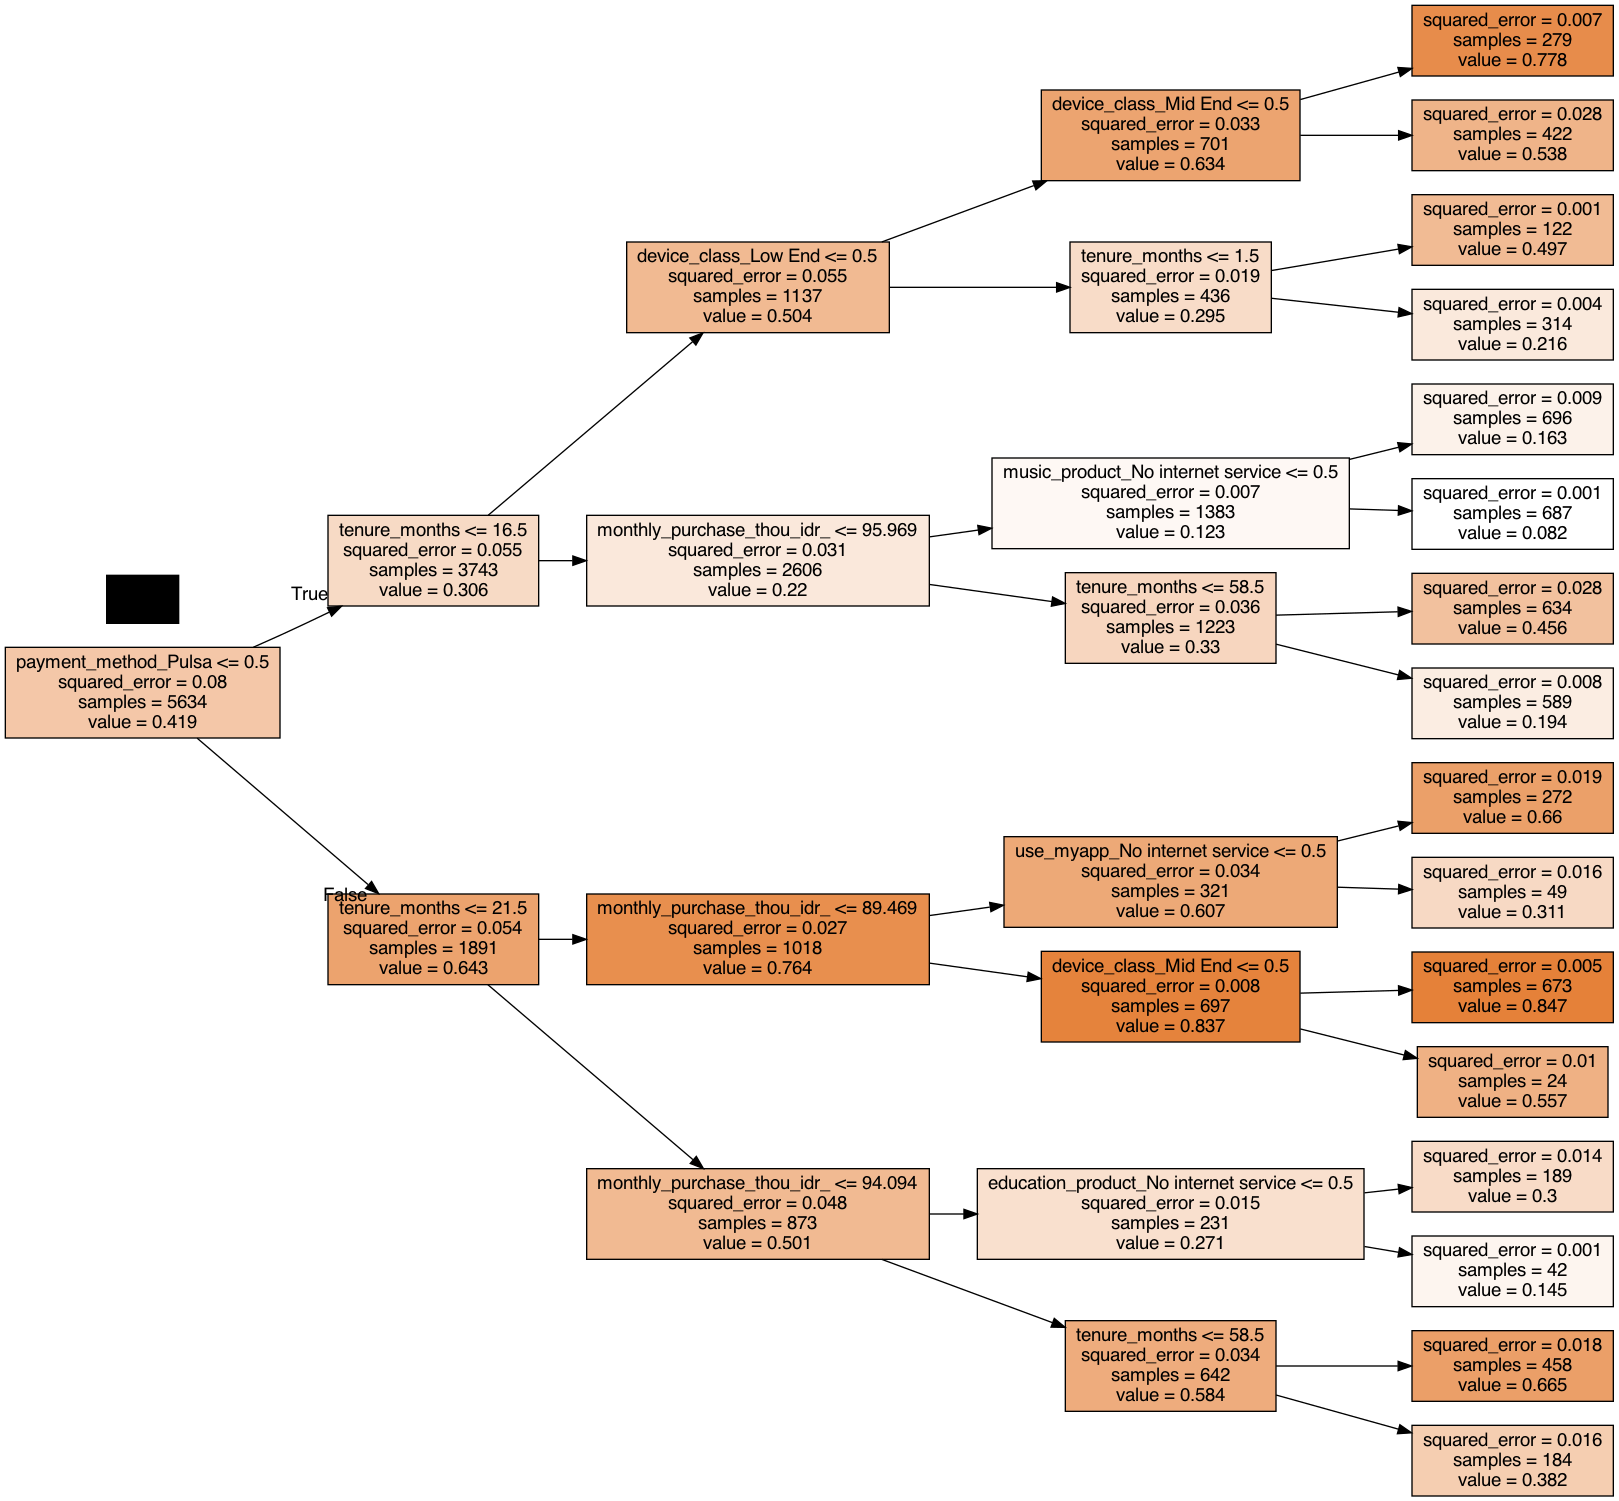 squared_error = 0.007
samples = 279
value = 0.778
device_class_Mid End <= 0.5
squared_error = 0.033
samples = 701
value = 0.634
squared_error = 0.028
samples = 422
value = 0.538
squared_error = 0.001
samples = 122
value = 0.497
device_class_Low End <= 0.5
squared_error = 0.055
samples = 1137
value = 0.504
tenure_months <= 1.5
squared_error = 0.019
samples = 436
value = 0.295
squared_error = 0.004
samples = 314
value = 0.216
squared_error = 0.009
samples = 696
value = 0.163
music_product_No internet service <= 0.5
squared_error = 0.007
samples = 1383
value = 0.123
squared_error = 0.001
samples = 687
value = 0.082
tenure_months <= 16.5
squared_error = 0.055
samples = 3743
value = 0.306
monthly_purchase_thou_idr_ <= 95.969
squared_error = 0.031
samples = 2606
value = 0.22
True
tenure_months <= 58.5
squared_error = 0.036
samples = 1223
value = 0.33
squared_error = 0.028
samples = 634
value = 0.456
payment_method_Pulsa <= 0.5
squared_error = 0.08
samples = 5634
value = 0.419
squared_error = 0.008
samples = 589
value = 0.194
squared_error = 0.019
samples = 272
value = 0.66
use_myapp_No internet service <= 0.5
squared_error = 0.034
samples = 321
value = 0.607
squared_error = 0.016
samples = 49
value = 0.311
False
tenure_months <= 21.5
squared_error = 0.054
samples = 1891
value = 0.643
monthly_purchase_thou_idr_ <= 89.469
squared_error = 0.027
samples = 1018
value = 0.764
device_class_Mid End <= 0.5
squared_error = 0.008
samples = 697
value = 0.837
squared_error = 0.005
samples = 673
value = 0.847
squared_error = 0.01
samples = 24
value = 0.557
squared_error = 0.014
samples = 189
value = 0.3
monthly_purchase_thou_idr_ <= 94.094
squared_error = 0.048
samples = 873
value = 0.501
education_product_No internet service <= 0.5
squared_error = 0.015
samples = 231
value = 0.271
squared_error = 0.001
samples = 42
value = 0.145
tenure_months <= 58.5
squared_error = 0.034
samples = 642
value = 0.584
squared_error = 0.018
samples = 458
value = 0.665
squared_error = 0.016
samples = 184
value = 0.382